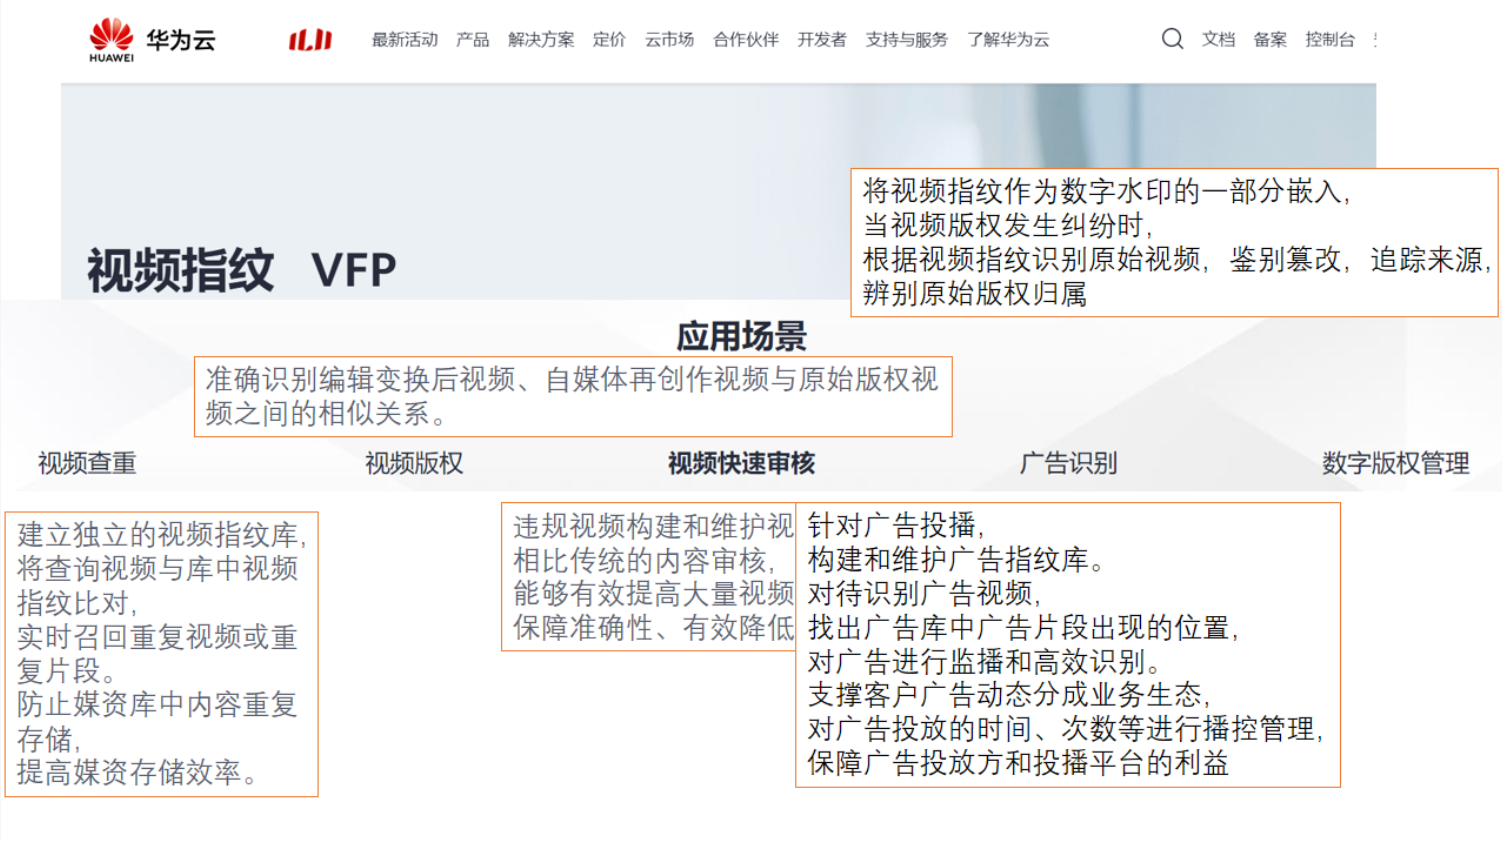 HUAWEI
华为云
最新活动 产品 解决方案 定价 云市场 合作伙伴 开发者 支持与服务 了解华为云
文档 备案 控制台
视频指纹 VFP
将视频指纹作为数字水印的一部分嵌入,
当视频版权发生纠纷时,
根据视频指纹识别原始视频, 鉴别篡改, 追踪来源,
辨别原始版权归属
应用场景
准确识别编辑变换后视频、自媒体再创作视频与原始版权视
频之间的相似关系。
视频查重 视频版权 视频快速审核 广告识别 数字版权管理
建立独立的视频指纹库,
将查询视频与库中视频
指纹比对,
实时召回重复视频或重
复片段。
防止媒资库中内容重复
存储,
提高媒资存储效率。
违规视频构建和维护视
相比传统的内容审核,
能够有效提高大量视频
保障准确性、有效降低
针对广告投播,
构建和维护广告指纹库。
对待识别广告视频,
找出广告库中广告片段出现的位置,
对广告进行监播和高效识别。
支撑客户广告动态分成业务生态,
对广告投放的时间、次数等进行播控管理,
保障广告投放方和投播平台的利益